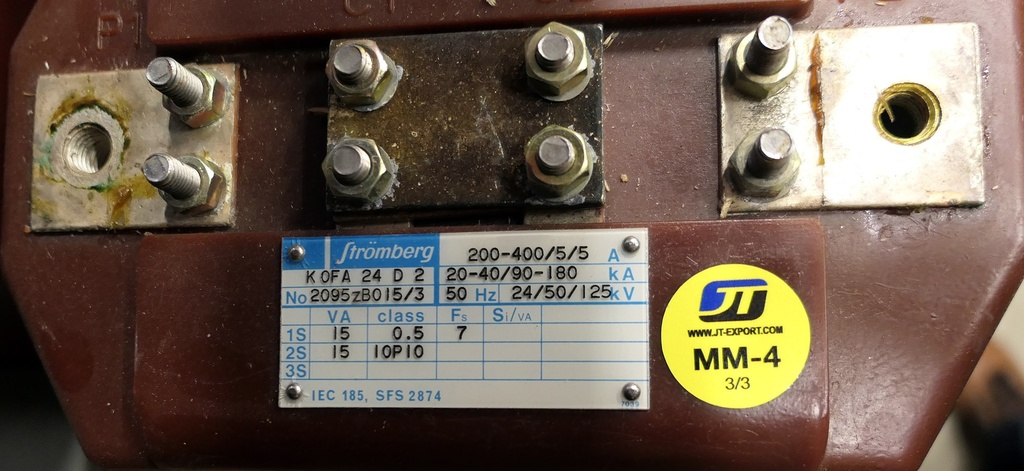 P1
C1
Strömberg
200-400/5/5 A
KOFA 24 D 2 20-40/90-180 kA
No 2095zB015/3 50 Hz 24/50/125 kV
VA class Fs Si/VA
1S 15 0.5 7
2S 15 10P10
3S
IEC 185, SFS 2874
JT
WWW.JT-EXPORT.COM
MM-4
3/3